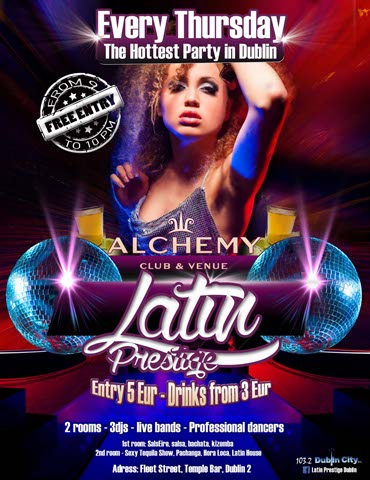 Every Thursday
The Hottest Party in Dublin
FROM 9
FREE ENTRY
TO 10 PM
ALCHEMY
CLUB & VENUE
Latin
Prestige
Entry 5 Eur - Drinks from 3 Eur
2 rooms - 3djs - live bands - Professional dancers
1st room: SalsEiro, salsa, bachata, kizomba
2nd room - Sexy Tequila Show, Pachanga, Hora Loca, Latin House
Adress: Fleet Street, Temple Bar, Dublin 2
103.2 Dublin City
Latin Prestige Dublin